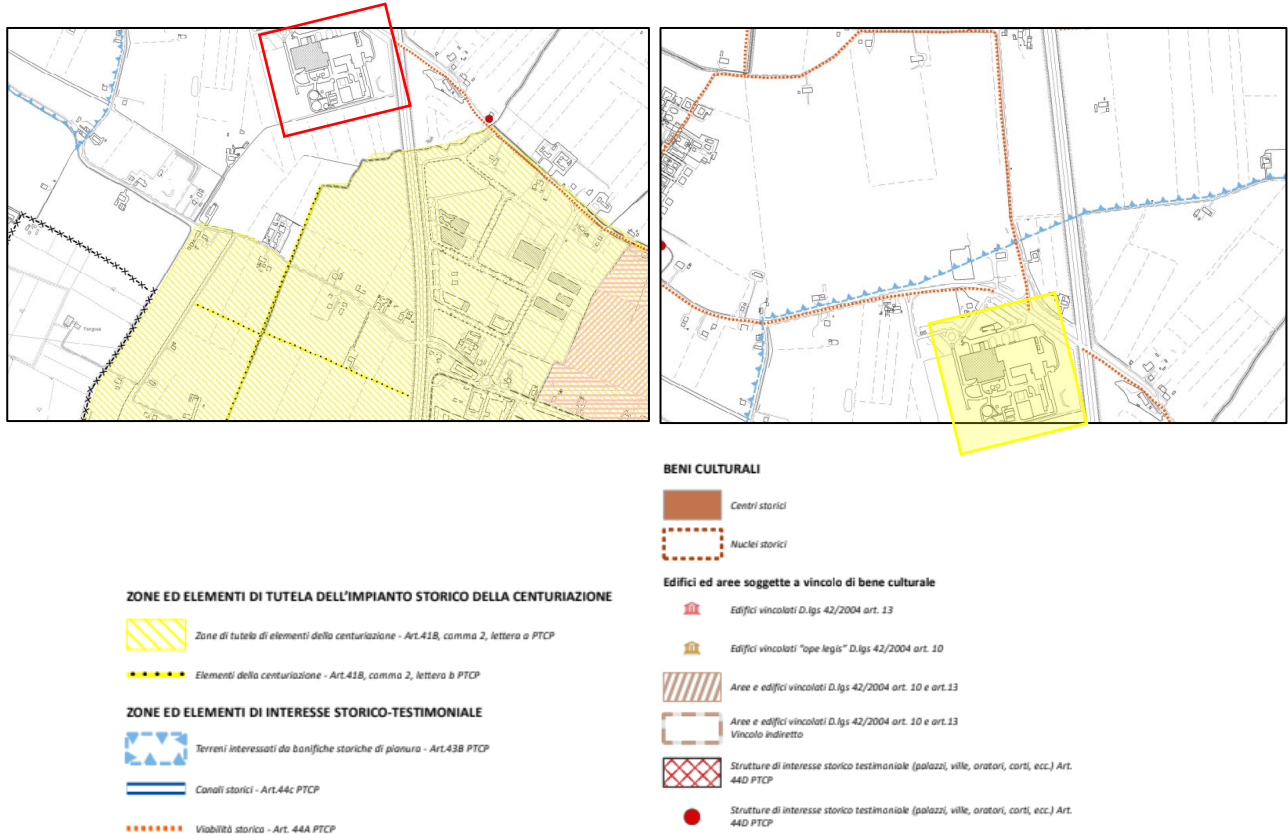 ZONE ED ELEMENTI DI TUTELA DELL'IMPIANTO STORICO DELLA CENTURIAZIONE
Zone di tutela di elementi della centuriazione - Art.41B, comma 2, lettera a PTCP
Elementi della centuriazione - Art.41B, comma 2, lettera b PTCP
ZONE ED ELEMENTI DI INTERESSE STORICO-TESTIMONIALE
Terreni interessati da bonifiche storiche di pianura - Art.43B PTCP
Canali storici - Art.44c PTCP
Viabilità storica - Art. 44A PTCP
BENI CULTURALI
Centri storici
Nuclei storici
Edifici ed aree soggette a vincolo di bene culturale
Edifici vincolati D.lgs 42/2004 art. 13
Edifici vincolati "ope legis" D.lgs 42/2004 art. 10
Aree e edifici vincolati D.lgs 42/2004 art. 10 e art.13
Aree e edifici vincolati D.lgs 42/2004 art. 10 e art.13
Vincolo indiretto
Strutture di interesse storico testimoniale (palazzi, ville, oratori, corti, ecc.) Art.
44D PTCP
Strutture di interesse storico testimoniale (palazzi, ville, oratori, corti, ecc.) Art.
44D PTCP